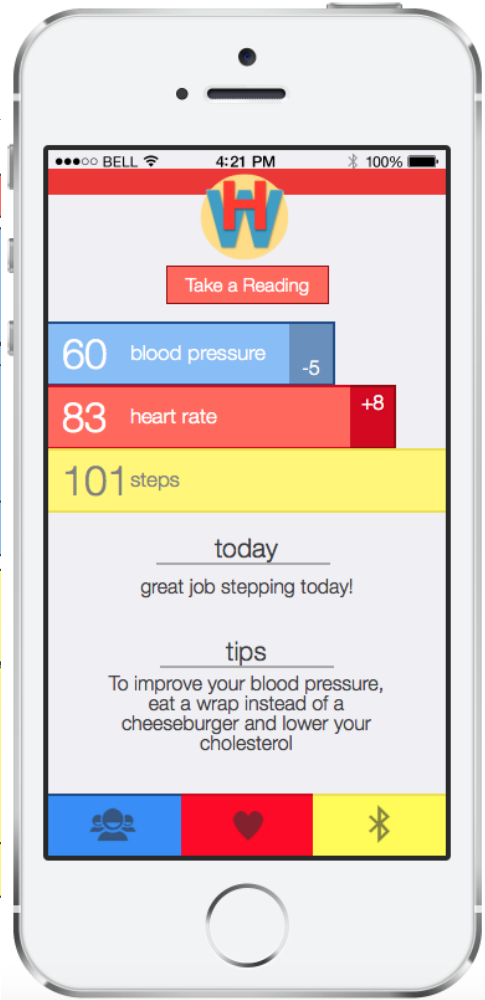 BELL 4:21 PM 100%
HW
Take a Reading
60 blood pressure -5
83 heart rate +8
101 steps
today
great job stepping today!
tips
To improve your blood pressure,
eat a wrap instead of a
cheeseburger and lower your
cholesterol